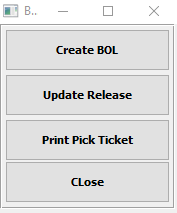 B..
Create BOL
Update Release
Print Pick Ticket
CLose